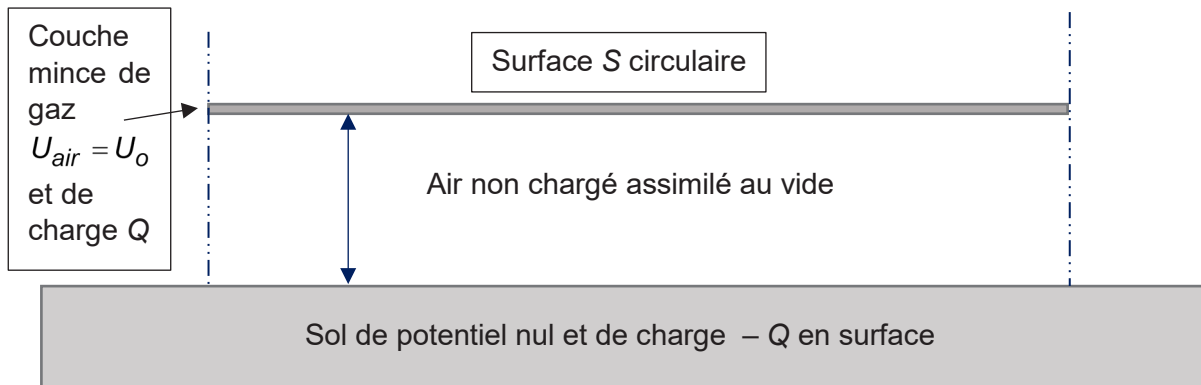 Couche
mince de
gaz
U_air = U_o
et de
charge Q
Surface S circulaire
Air non chargé assimilé au vide
Sol de potentiel nul et de charge – Q en surface